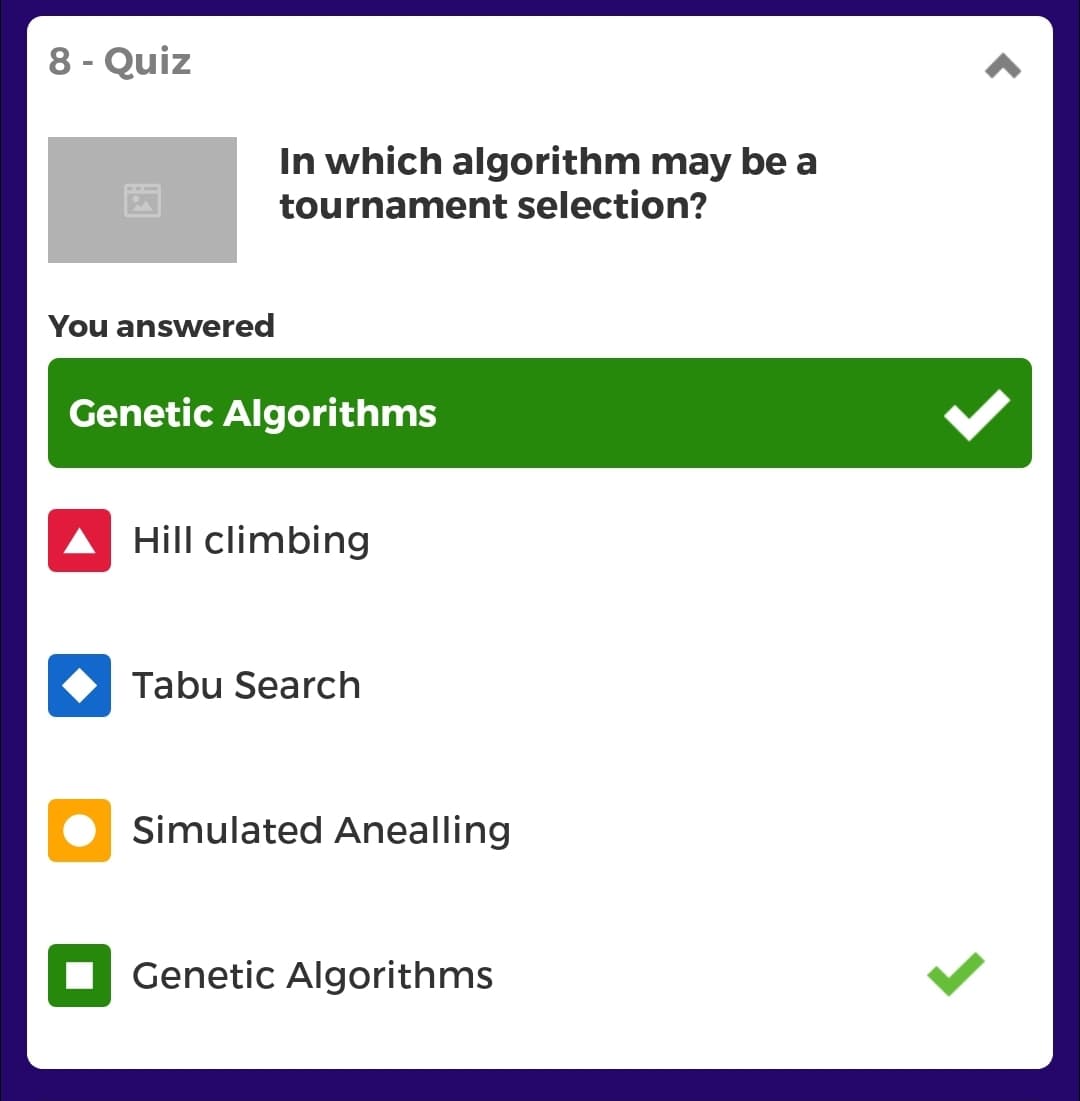 8 - Quiz
In which algorithm may be a
tournament selection?
You answered
Genetic Algorithms
Hill climbing
Tabu Search
Simulated Anealling
Genetic Algorithms